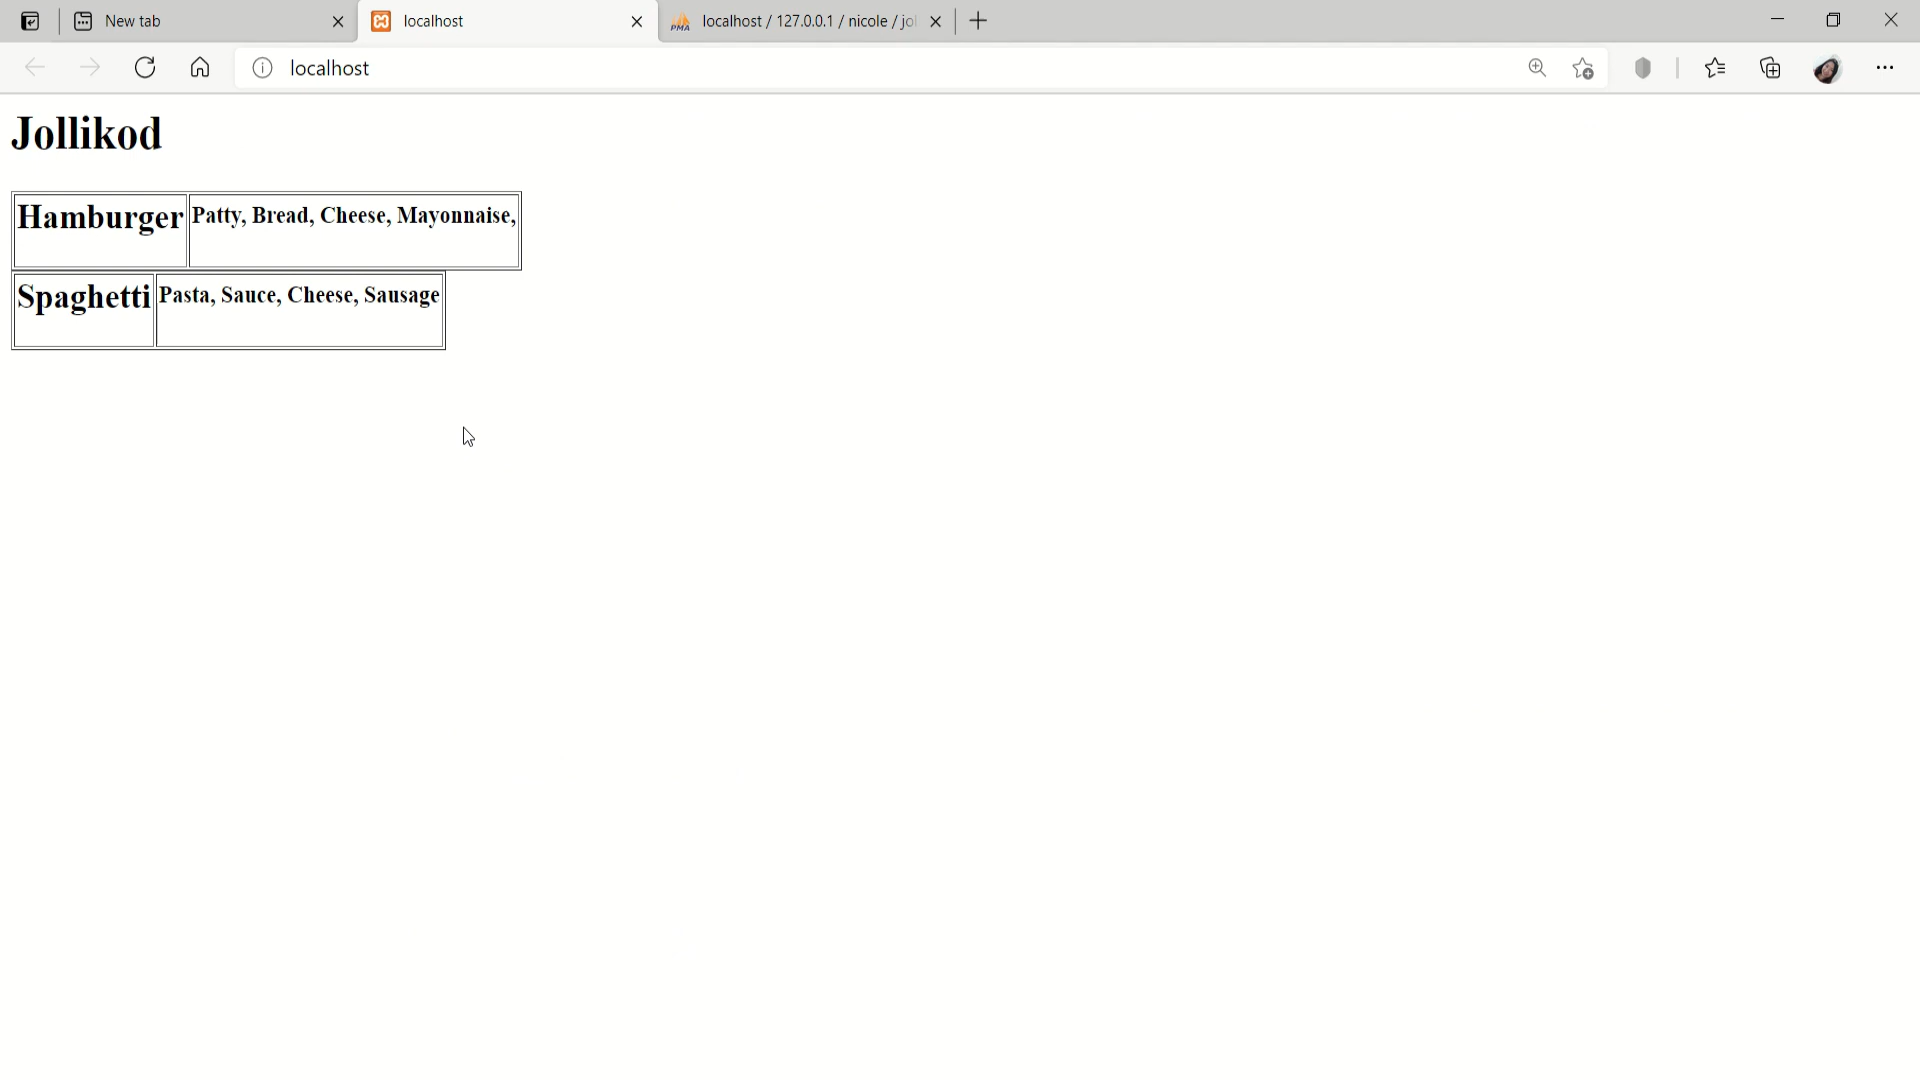 New tab
localhost
localhost / 127.0.0.1 / nicole / jol
localhost
Jollikod
Hamburger Patty, Bread, Cheese, Mayonnaise,
Spaghetti Pasta, Sauce, Cheese, Sausage